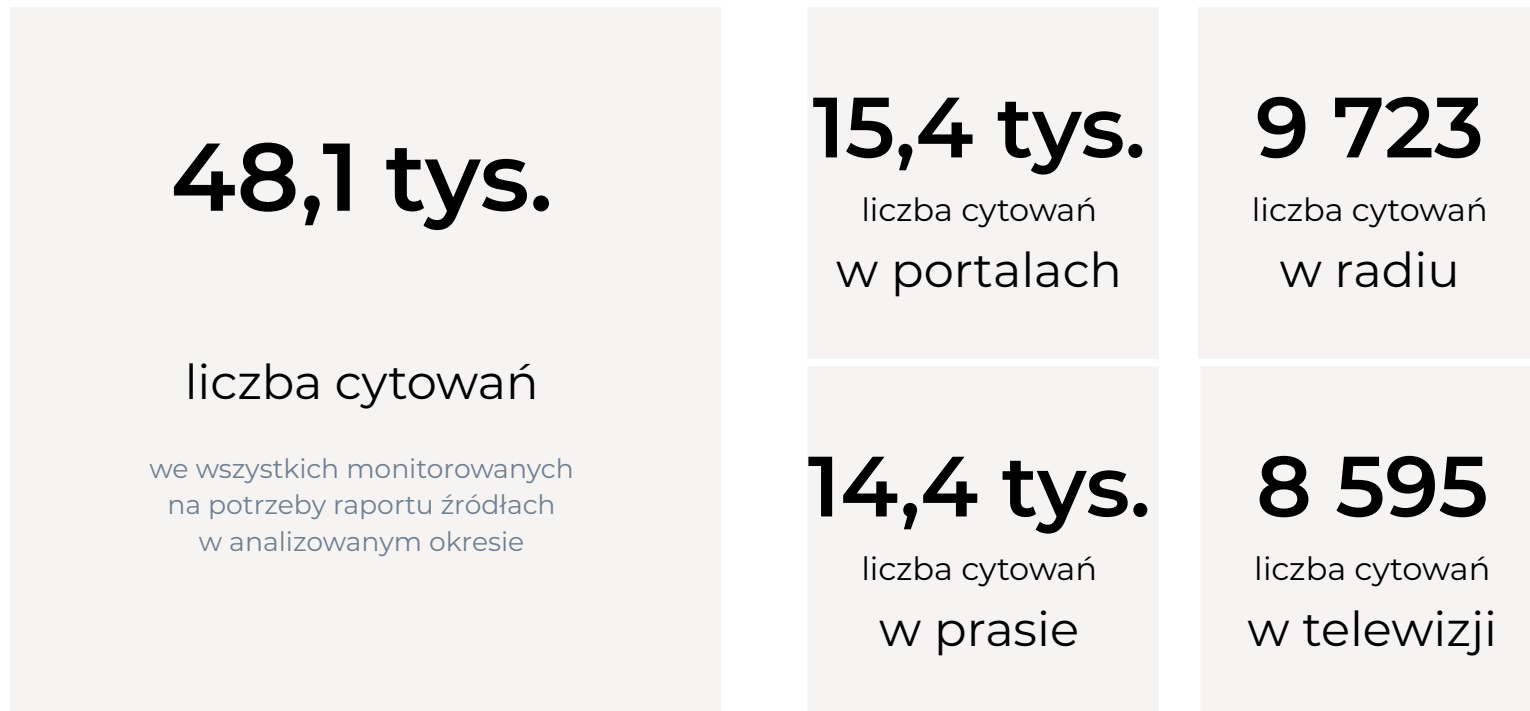 48,1 tys.
liczba cytowań
we wszystkich monitorowanych
na potrzeby raportu źródłach
w analizowanym okresie
15,4 tys.
liczba cytowań
w portalach
9 723
liczba cytowań
w radiu
14,4 tys.
liczba cytowań
w prasie
8 595
liczba cytowań
w telewizji